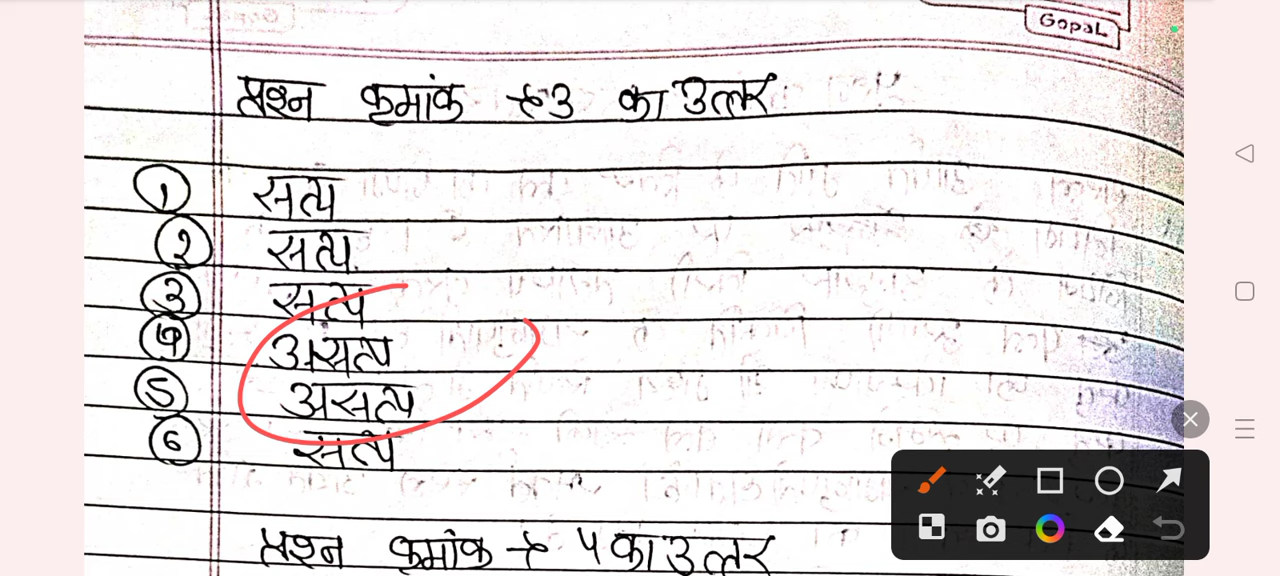 Gopal
प्रश्न क्रमांक → 3 का उत्तर
① सत्य
② सत्य
③ सत्य
④ असत्य
⑤ असत्य
⑥ सत्य
प्रश्न क्रमांक → 4 का उत्तर